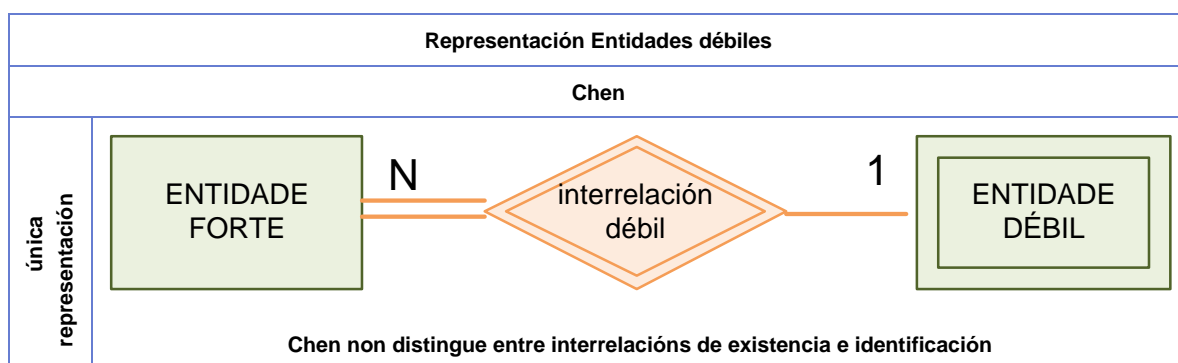 Representación Entidades débiles
Chen
única
representación
ENTIDADE
FORTE
N
interrelación
débil
1
ENTIDADE
DÉBIL
Chen non distingue entre interrelacións de existencia e identificación